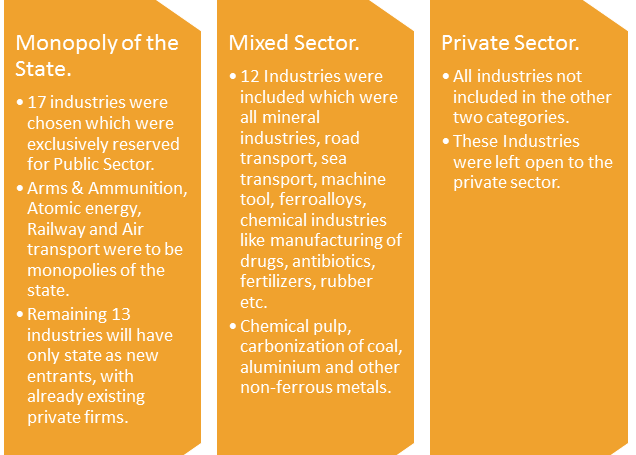 Monopoly of the
State.
• 17 industries were
chosen which were
exclusively reserved
for Public Sector.
• Arms & Ammunition,
Atomic energy,
Railway and Air
transport were to be
monopolies of the
state.
• Remaining 13
industries will have
only state as new
entrants, with
already existing
private firms.
Mixed Sector.
• 12 Industries were
included which were
all mineral
industries, road
transport, sea
transport, machine
tool, ferroalloys,
chemical industries
like manufacturing of
drugs, antibiotics,
fertilizers, rubber
etc.
• Chemical pulp,
carbonization of coal,
aluminium and other
non-ferrous metals.
Private Sector.
• All industries not
included in the other
two categories.
• These Industries
were left open to the
private sector.